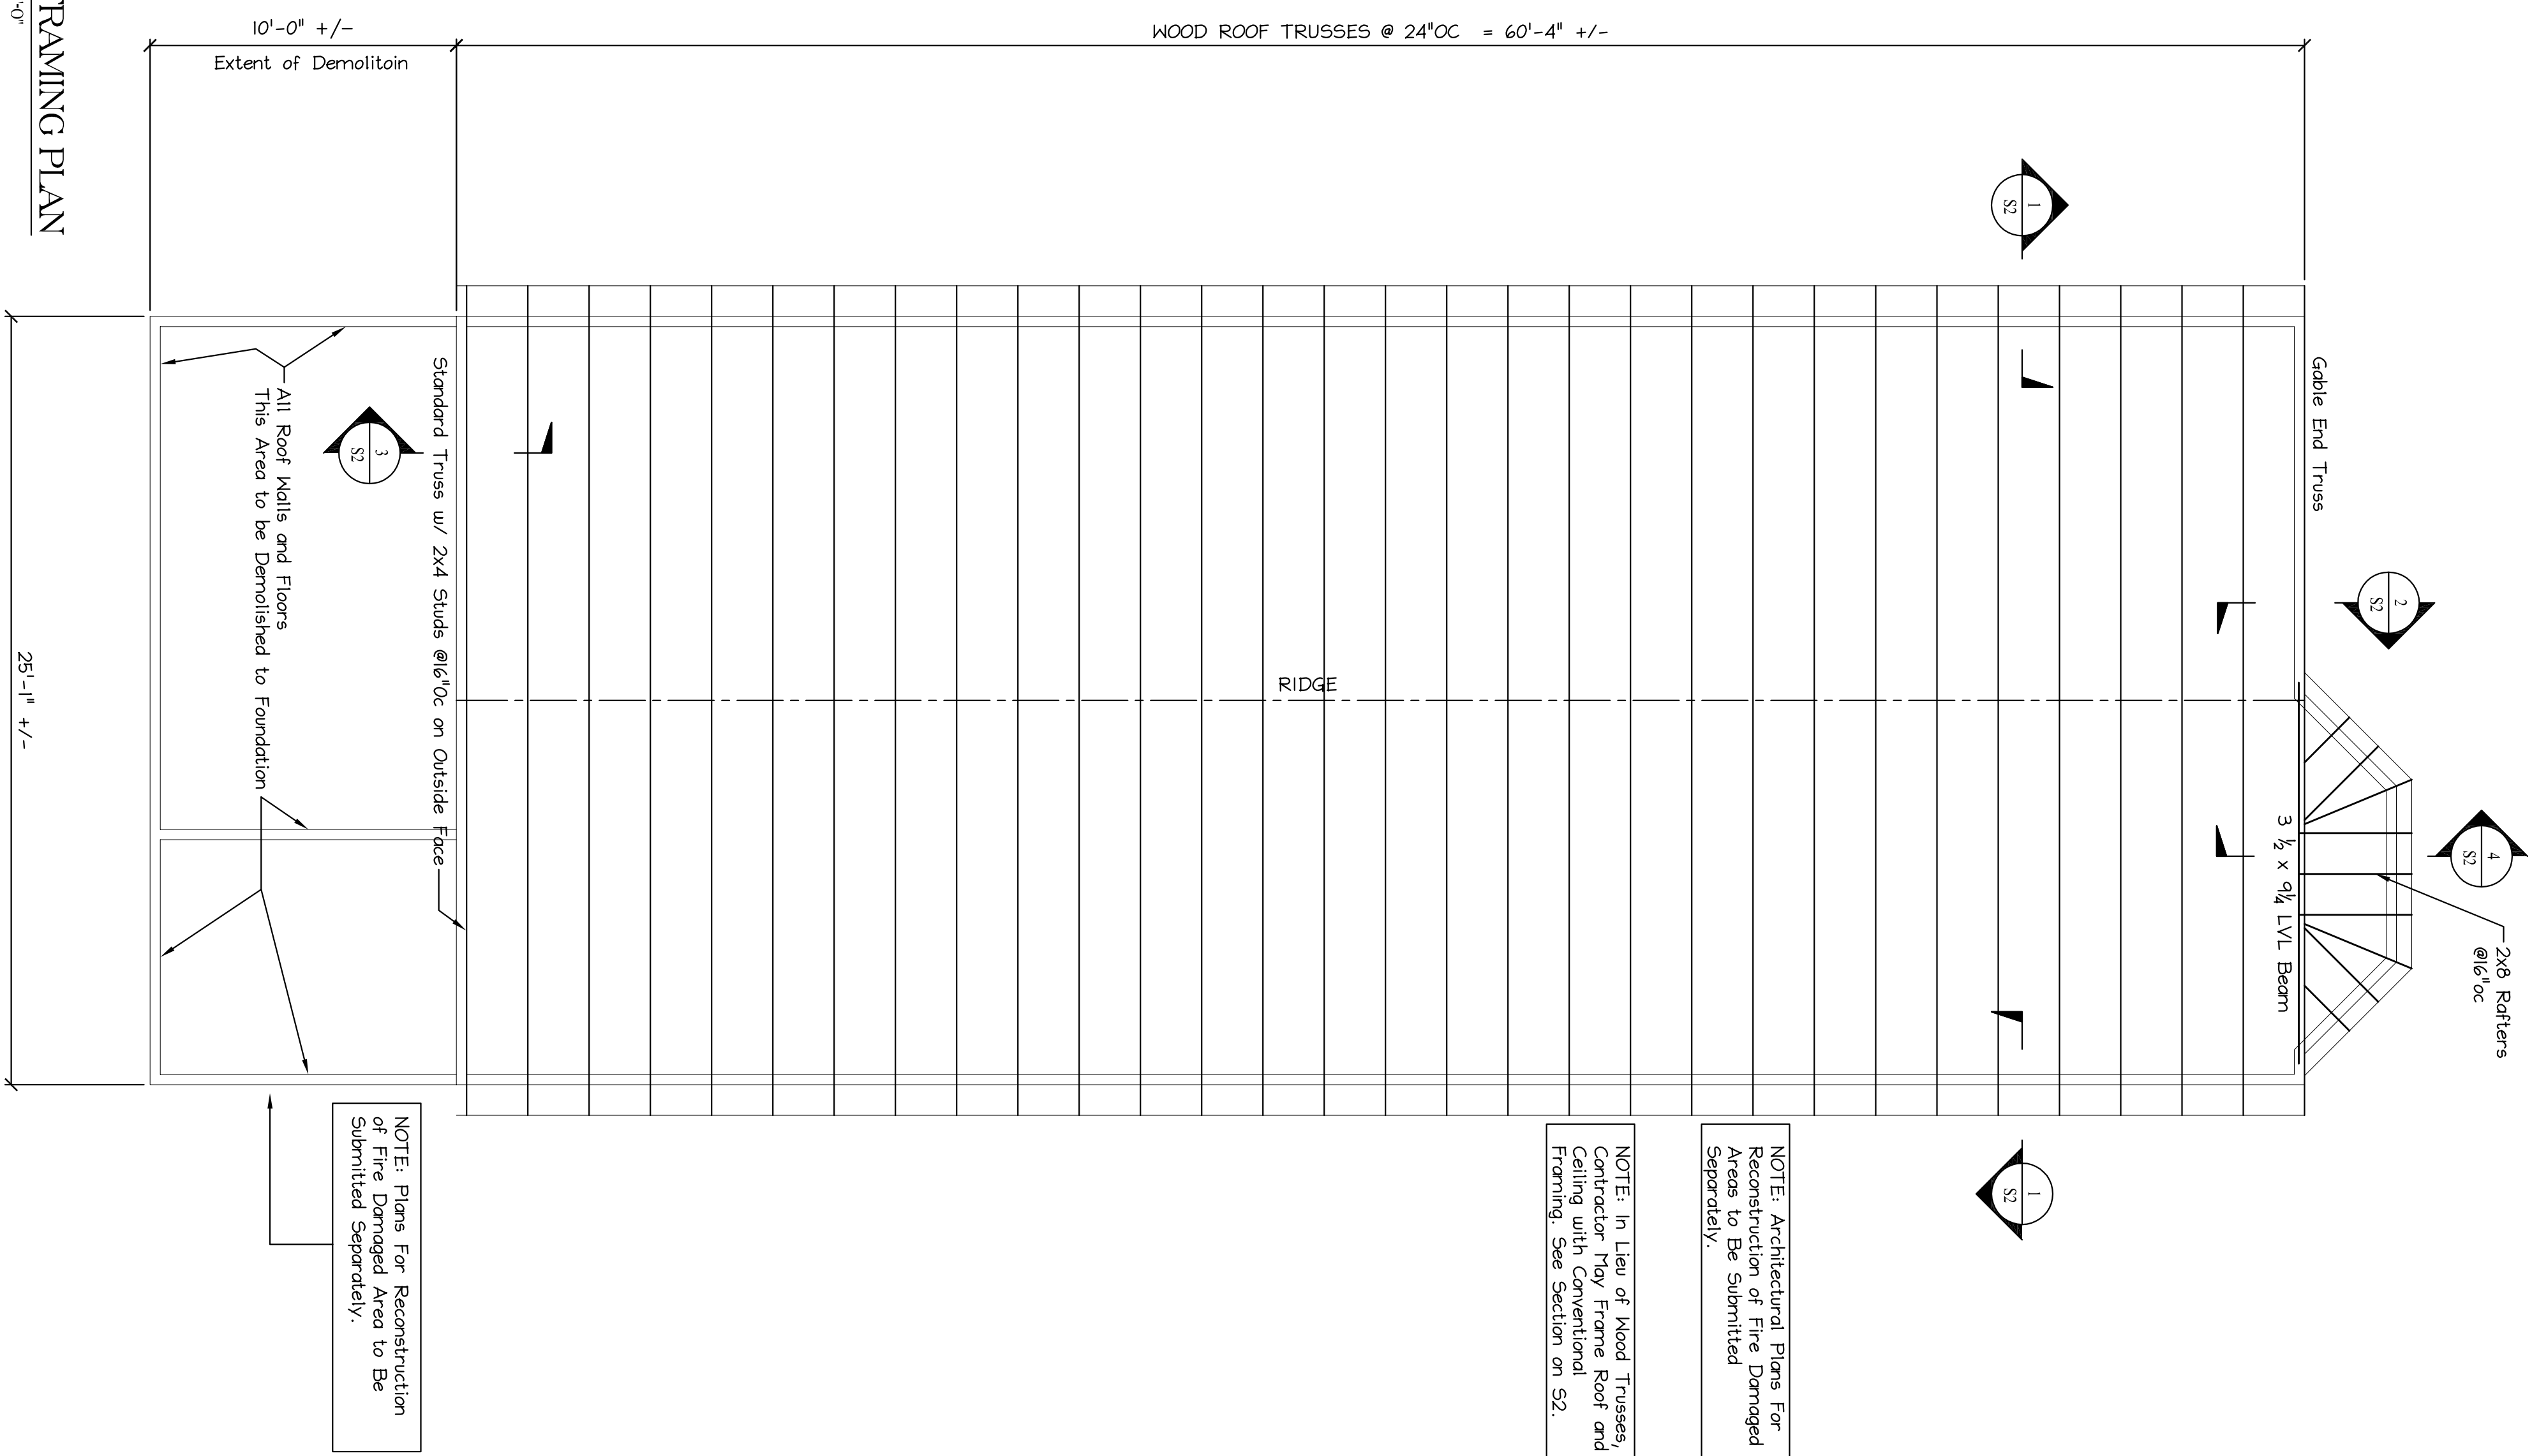 10'-0" +/-
Extent of Demolitoin
WOOD ROOF TRUSSES @ 24"OC = 60'-4" +/-
1
S2
Gable End Truss
2
S2
3 ½ x 9¼ LVL Beam
4
S2
2x8 Rafters
@16"oc
RIDGE
Standard Truss w/ 2x4 Studs @16"Oc on Outside Face
3
S2
All Roof Walls and Floors
This Area to be Demolished to Foundation
25'-1" +/-
1
S2
NOTE: Architectural Plans For
Reconstruction of Fire Damaged
Areas to Be Submitted
Separately.
NOTE: In Lieu of Wood Trusses,
Contractor May Frame Roof and
Ceiling with Conventional
Framing. See Section on S2.
NOTE: Plans For Reconstruction
of Fire Damaged Area to Be
Submitted Separately.
RAMING PLAN
'-0"